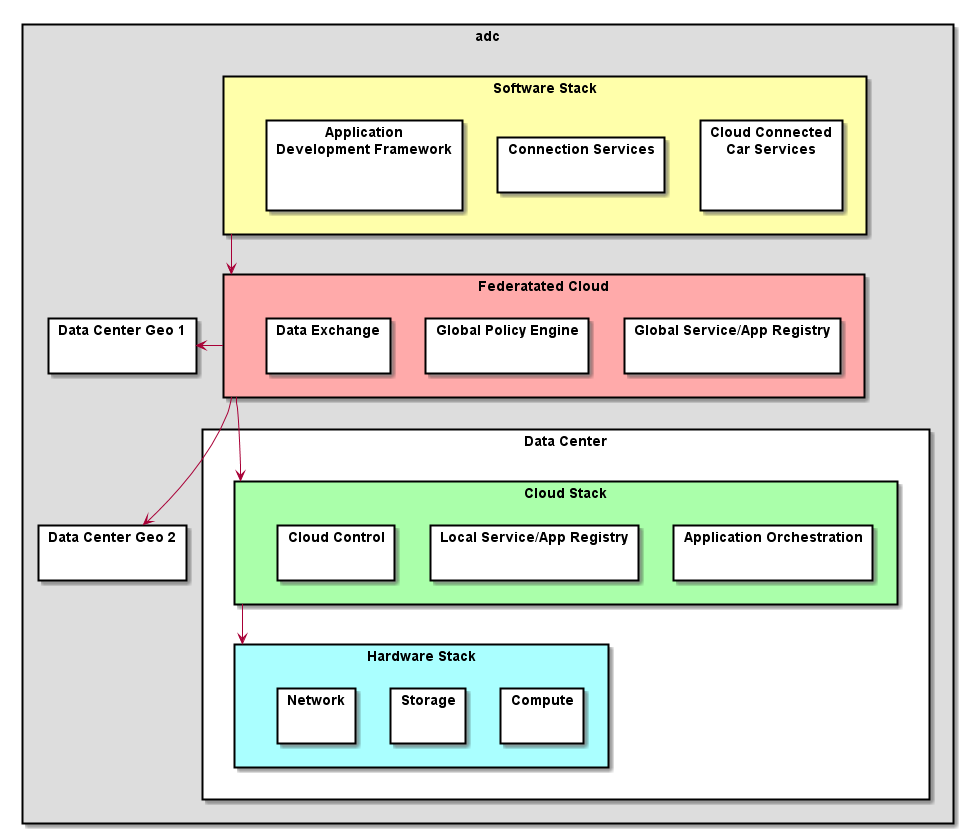 adc
Software Stack
Application
Development Framework
Connection Services
Cloud Connected
Car Services
Federatated Cloud
Data Center Geo 1
Data Exchange
Global Policy Engine
Global Service/App Registry
Data Center
Cloud Stack
Data Center Geo 2
Cloud Control
Local Service/App Registry
Application Orchestration
Hardware Stack
Network
Storage
Compute